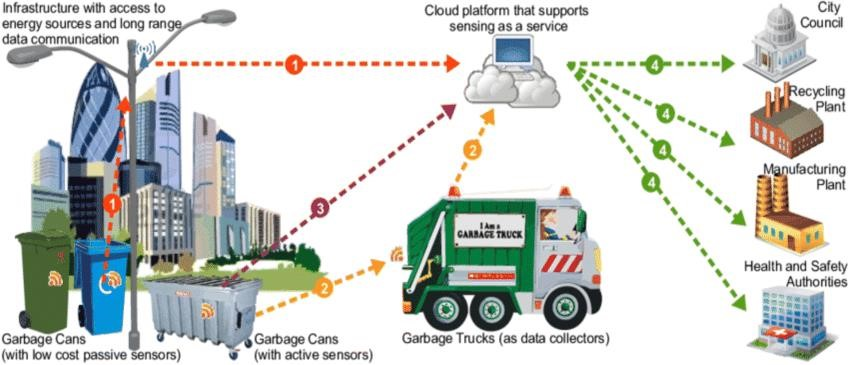 Infrastructure with access to
energy sources and long range
data communication
Cloud platform that supports
sensing as a service
City
Council
1
4
Recycling
Plant
4
4
Manufacturing
Plant
2
4
1
3
I Am a
GARBAGE TRUCK
Health and Safety
Authorities
2
Garbage Cans
(with low cost passive sensors)
Garbage Cans
(with active sensors)
Garbage Trucks (as data collectors)